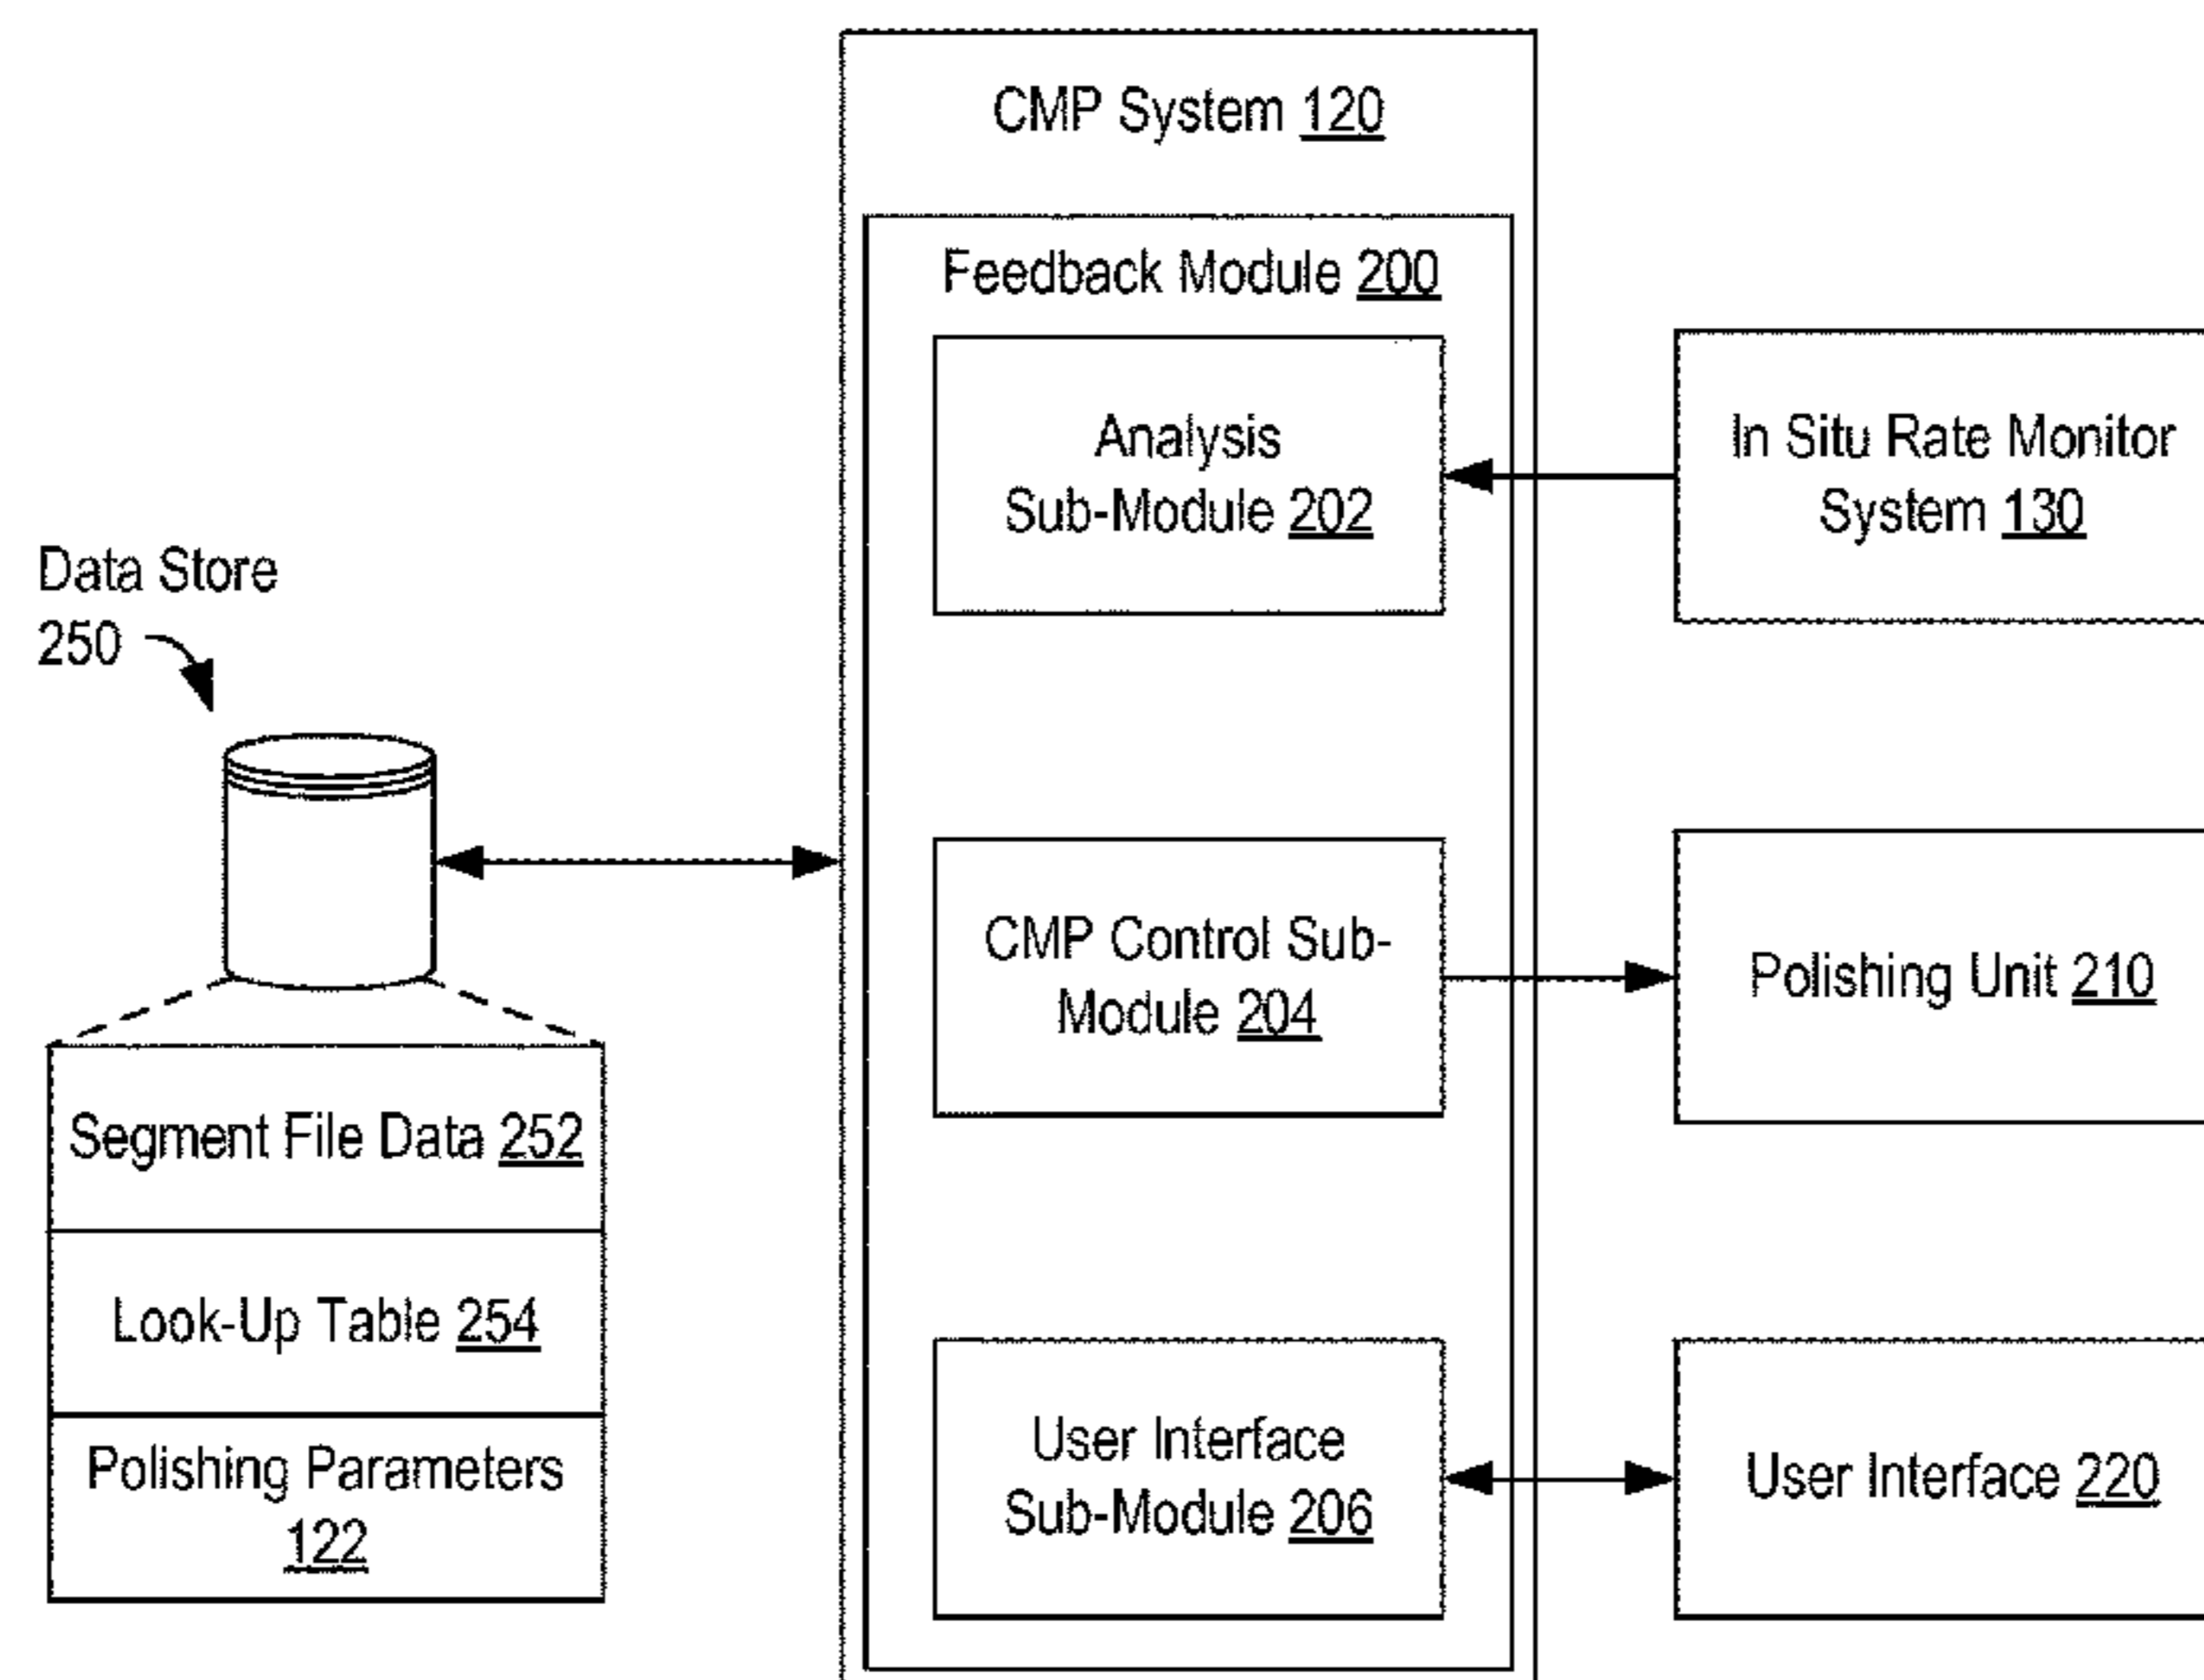 CMP System 120
Feedback Module 200
Analysis
Sub-Module 202
In Situ Rate Monitor
System 130
Data Store
250
CMP Control Sub-
Module 204
Polishing Unit 210
Segment File Data 252
Look-Up Table 254
Polishing Parameters
122
User Interface
Sub-Module 206
User Interface 220